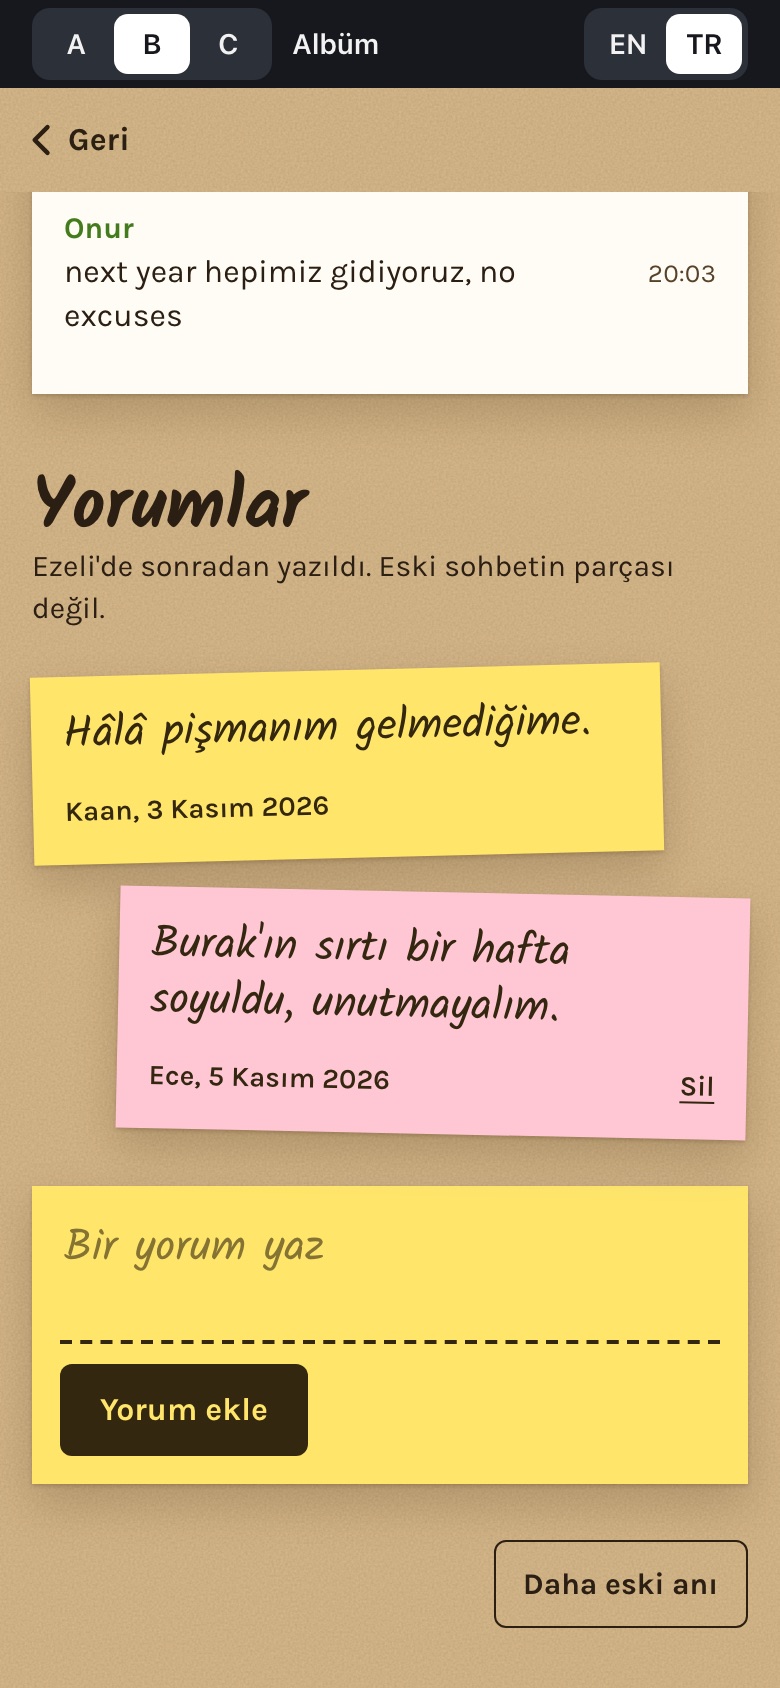 A B C Albüm EN TR
Geri
Onur
next year hepimiz gidiyoruz, no 20:03
excuses
Yorumlar
Ezeli'de sonradan yazıldı. Eski sohbetin parçası
değil.
Hâlâ pişmanım gelmediğime.
Kaan, 3 Kasım 2026
Burak'ın sırtı bir hafta
soyuldu, unutmayalım.
Ece, 5 Kasım 2026 Sil
Bir yorum yaz
Yorum ekle
Daha eski anı